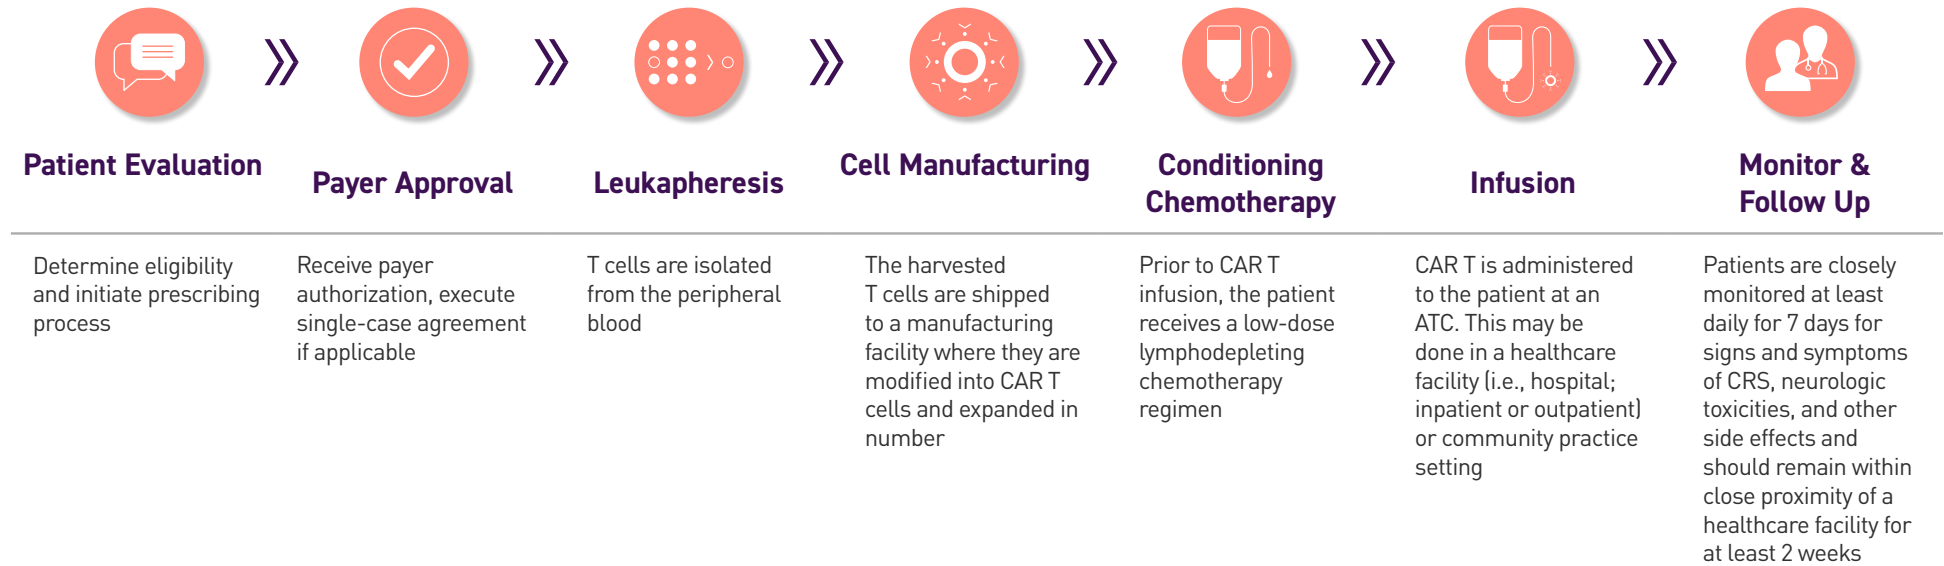 Patient Evaluation
Determine eligibility
and initiate prescribing
process
Payer Approval
Receive payer
authorization, execute
single-case agreement
if applicable
Leukapheresis
T cells are isolated
from the peripheral
blood
Cell Manufacturing
The harvested
T cells are shipped
to a manufacturing
facility where they are
modified into CAR T
cells and expanded in
number
Conditioning
Chemotherapy
Prior to CAR T
infusion, the patient
receives a low-dose
lymphodepleting
chemotherapy
regimen
Infusion
CAR T is administered
to the patient at an
ATC. This may be
done in a healthcare
facility (i.e., hospital;
inpatient or outpatient)
or community practice
setting
Monitor &
Follow Up
Patients are closely
monitored at least
daily for 7 days for
signs and symptoms
of CRS, neurologic
toxicities, and other
side effects and
should remain within
close proximity of a
healthcare facility for
at least 2 weeks